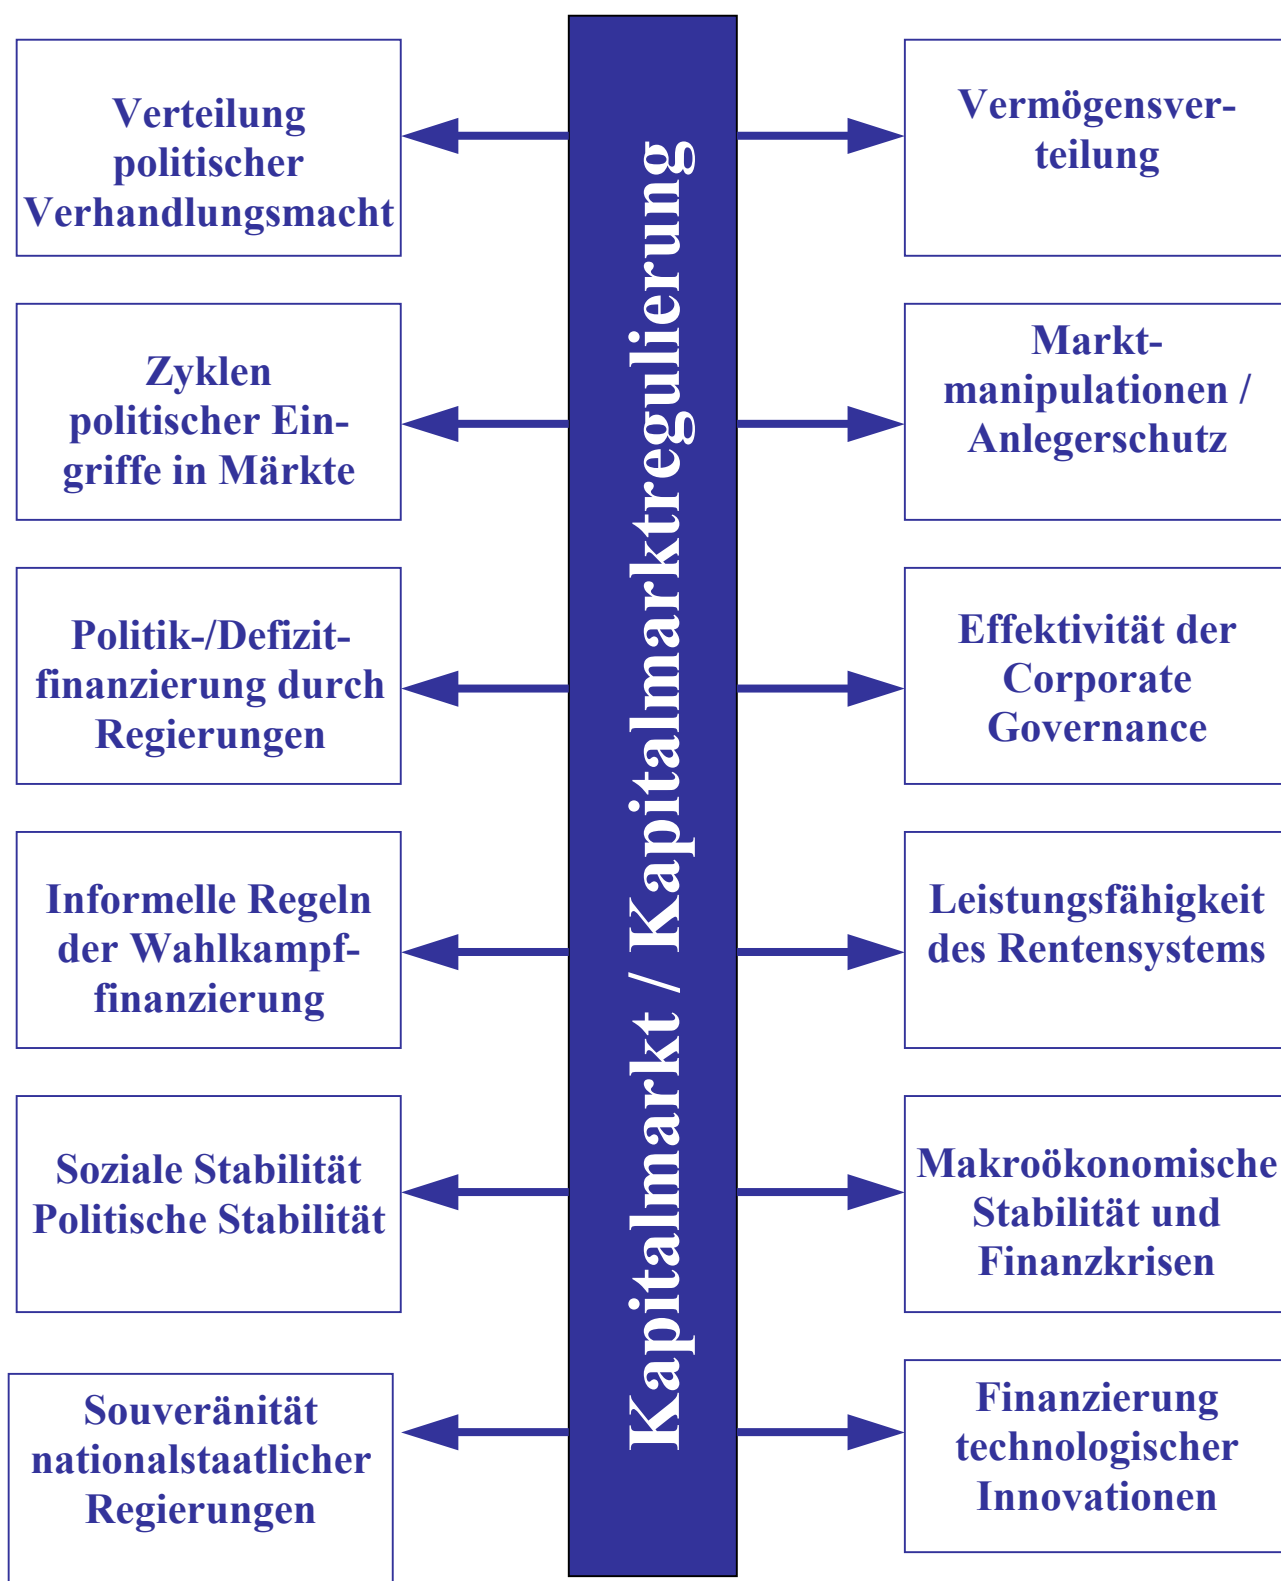 Verteilung
politischer
Verhandlungsmacht
Zyklen
politischer Ein-
griffe in Märkte
Politik-/Defizit-
finanzierung durch
Regierungen
Informelle Regeln
der Wahlkampf-
finanzierung
Soziale Stabilität
Politische Stabilität
Souveränität
nationalstaatlicher
Regierungen
Kapitalmarkt / Kapitalmarktregulierung
Vermögensver-
teilung
Markt-
manipulationen /
Anlegerschutz
Effektivität der
Corporate
Governance
Leistungsfähigkeit
des Rentensystems
Makroökonomische
Stabilität und
Finanzkrisen
Finanzierung
technologischer
Innovationen